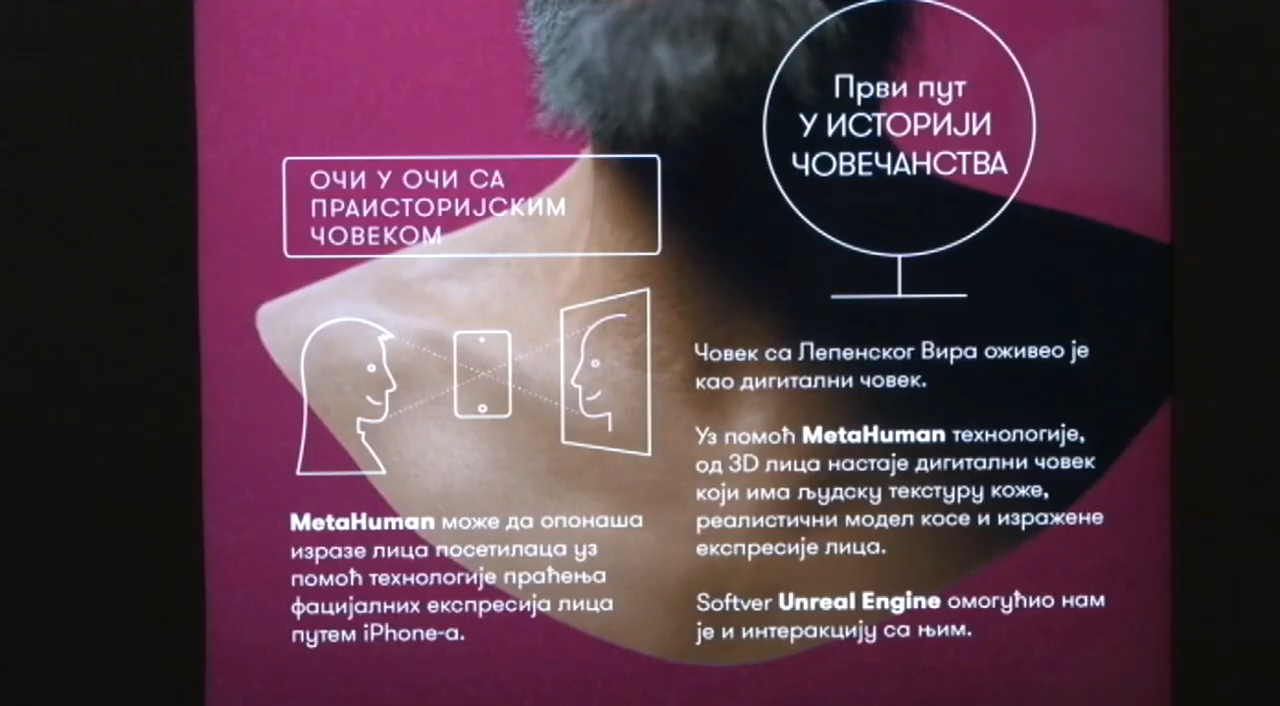 ОЧИ У ОЧИ СА
ПРАИСТОРИЈСКИМ
ЧОВЕКОМ
MetaHuman може да опонаша
изразе лица посетилаца уз
помоћ технологије праћења
фацијалних експресија лица
путем iPhone-a.
Први пут
У ИСТОРИЈИ
ЧОВЕЧАНСТВА
Човек са Лепенског Вира оживео је
као дигитални човек.
Уз помоћ MetaHuman технологије,
од 3D лица настаје дигитални човек
који има људску текстуру коже,
реалистични модел косе и изражене
експресије лица.
Softver Unreal Engine омогућио нам
је и интеракцију са њим.